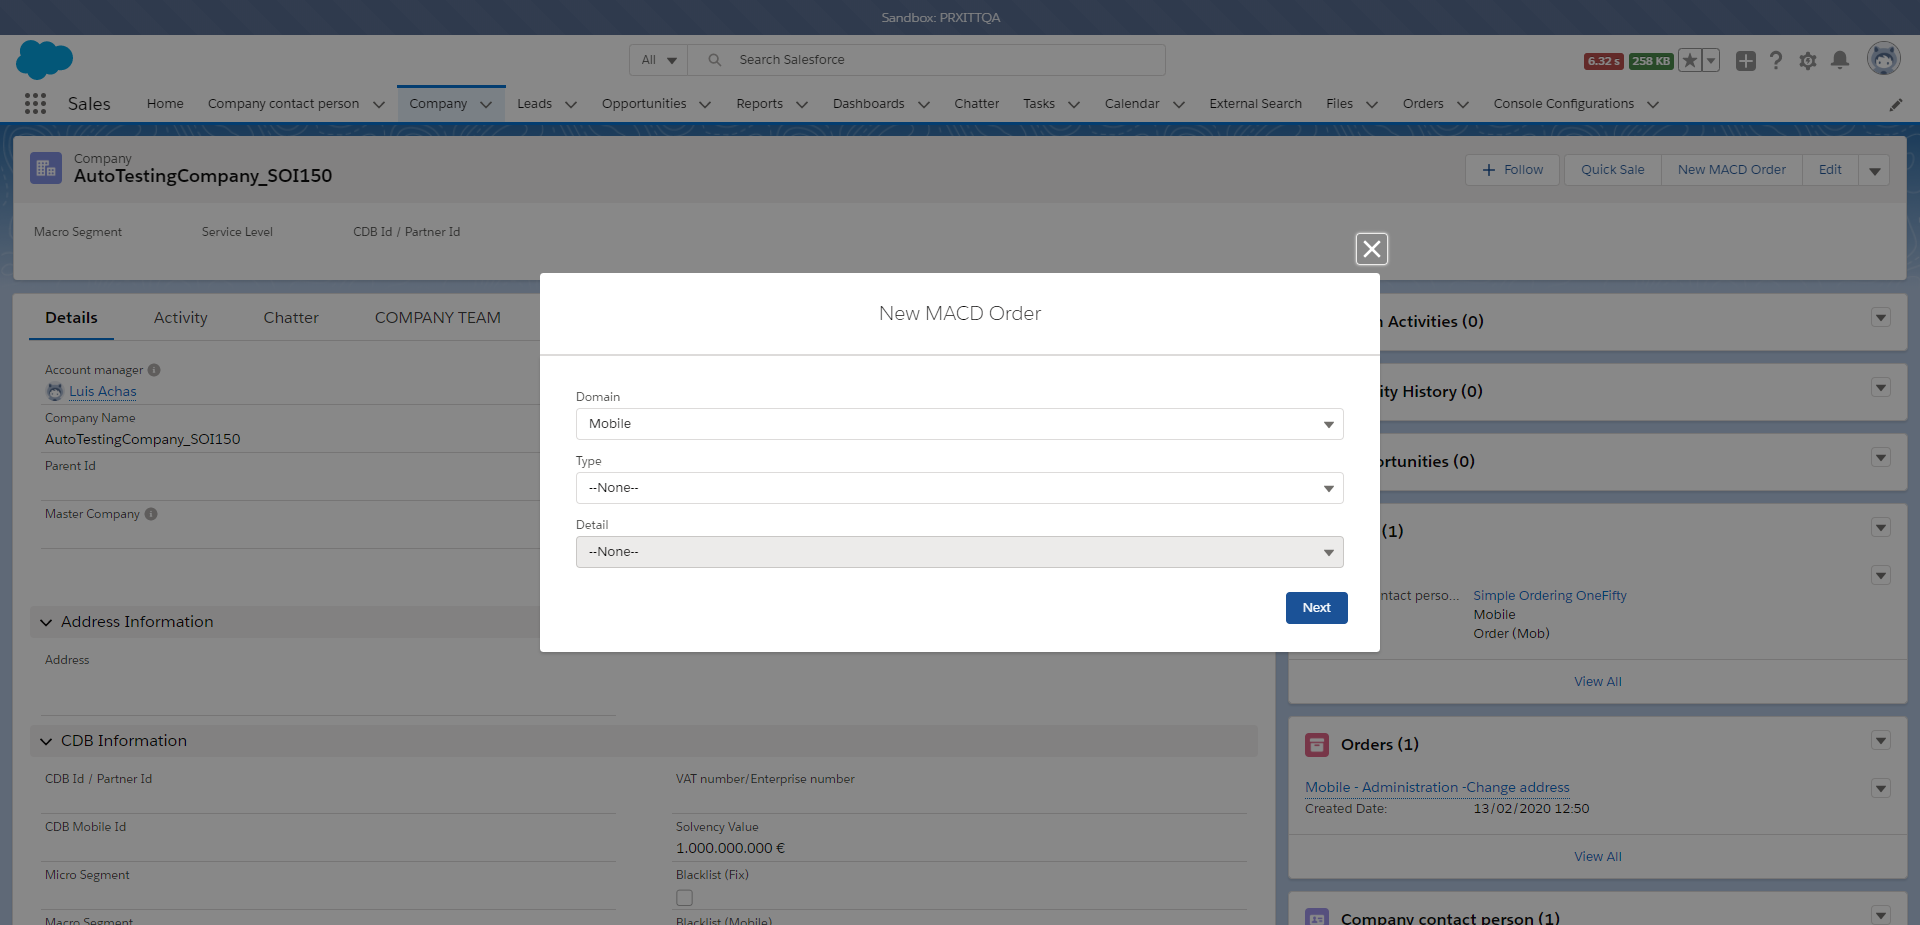 Sandbox: PRXITTQA
All
Search Salesforce
6.32 s
258 KB
Sales
Home
Company contact person
Company
Leads
Opportunities
Reports
Dashboards
Chatter
Tasks
Calendar
External Search
Files
Orders
Console Configurations
Company
AutoTestingCompany_SOI150
Follow
Quick Sale
New MACD Order
Edit
Macro Segment
Service Level
CDB Id / Partner Id
Details
Activity
Chatter
COMPANY TEAM
Account manager
Luis Achas
Company Name
AutoTestingCompany_SOI150
Parent Id
Master Company
Address Information
Address
CDB Information
CDB Id / Partner Id
VAT number/Enterprise number
CDB Mobile Id
Solvency Value
1.000.000.000 €
Micro Segment
Blacklist (Fix)
Macro Segment
Blacklist (Mobile)
New MACD Order
Domain
Mobile
Type
--None--
Detail
--None--
Next
Activities (0)
ity History (0)
ortunities (0)
(1)
ntact perso...
Simple Ordering OneFifty
Mobile
Order (Mob)
View All
Orders (1)
Mobile - Administration -Change address
Created Date:
13/02/2020 12:50
View All
Company contact person (1)